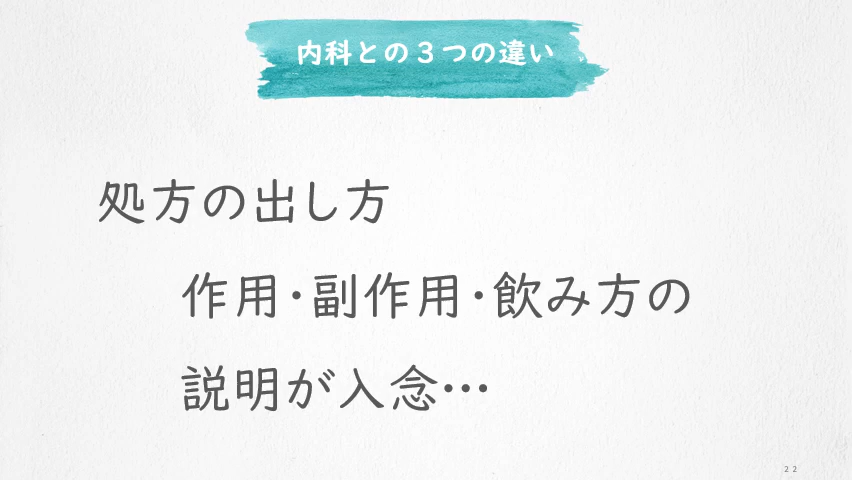 内科との３つの違い
処方の出し方
作用・副作用・飲み方の
説明が入念…
22